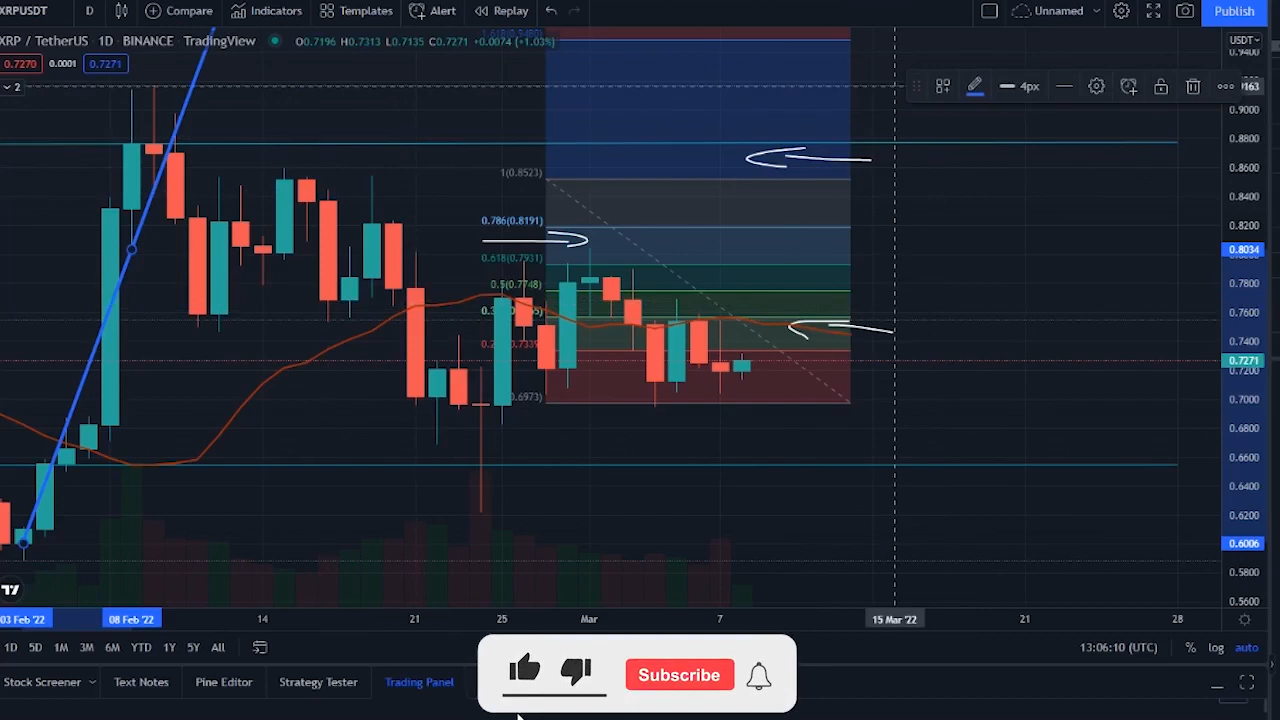 XRPUSDT D Compare Indicators Templates Alert Replay Unnamed Publish
XRP / TetherUS · 1D · BINANCE · TradingView O0.7196 H0.7313 L0.7135 C0.7271 +0.0074 (+1.03%)
USDT
0.7270 0.0001 0.7271
2
4px
0.9000
0.8800
0.8600
1(0.8523)
0.8400
0.786(0.8191)
0.8200
0.8034
0.618(0.7931)
0.7800
0.5(0.7748)
0.7600
0.7400
0.7271
0.7200
0.7000
0.6800
0.6600
0.6400
0.6200
0.6006
0.5800
0.5600
03 Feb '22 08 Feb '22 14 21 25 Mar 7 15 Mar '22 21 28
1D 5D 1M 3M 6M YTD 1Y 5Y All 13:06:10 (UTC) % log auto
Stock Screener Text Notes Pine Editor Strategy Tester Trading Panel
Subscribe